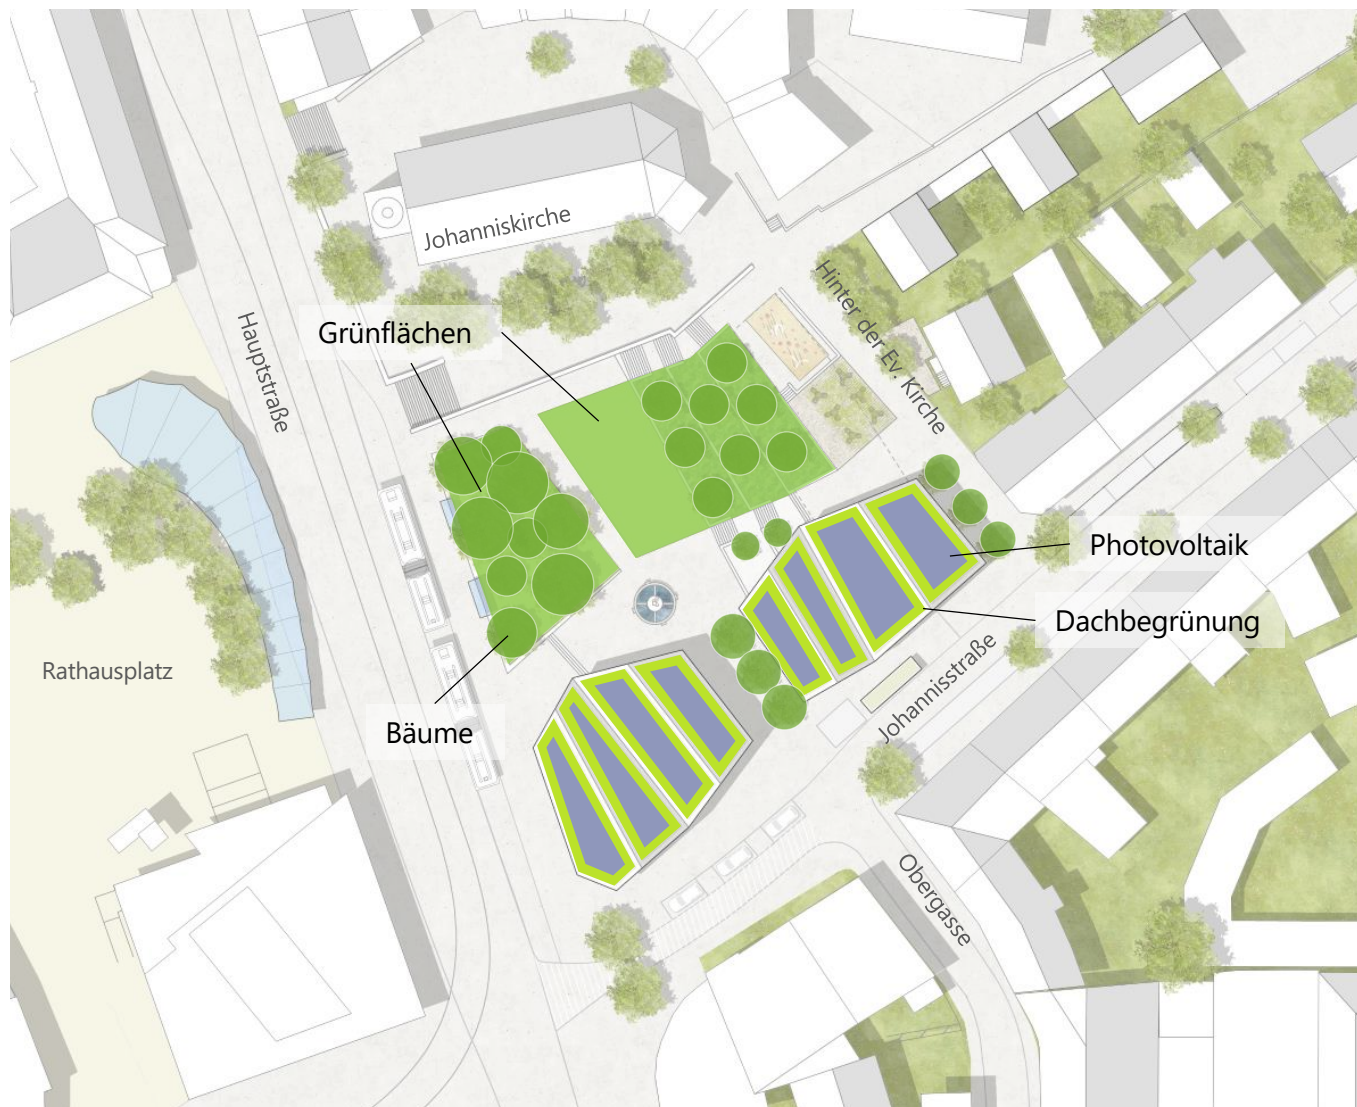 Johanniskirche
Hinter der Ev. Kirche
Grünflächen
Hauptstraße
Photovoltaik
Dachbegrünung
Rathausplatz
Johannisstraße
Bäume
Obergasse